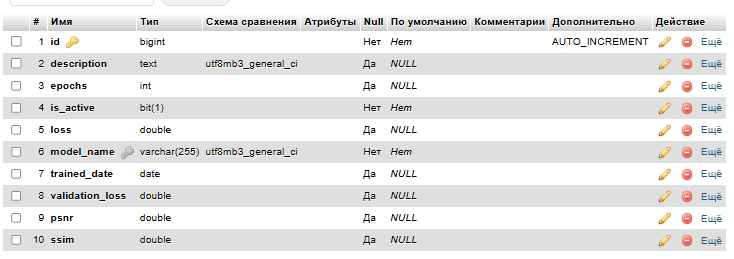 # Имя Тип Схема сравнения Атрибуты Null По умолчанию Комментарии Дополнительно Действие
1 id bigint Нет Нет AUTO_INCREMENT Ещё
2 description text utf8mb3_general_ci Да NULL Ещё
3 epochs int Да NULL Ещё
4 is_active bit(1) Нет Нет Ещё
5 loss double Да NULL Ещё
6 model_name varchar(255) utf8mb3_general_ci Нет Нет Ещё
7 trained_date date Да NULL Ещё
8 validation_loss double Да NULL Ещё
9 psnr double Да NULL Ещё
10 ssim double Да NULL Ещё